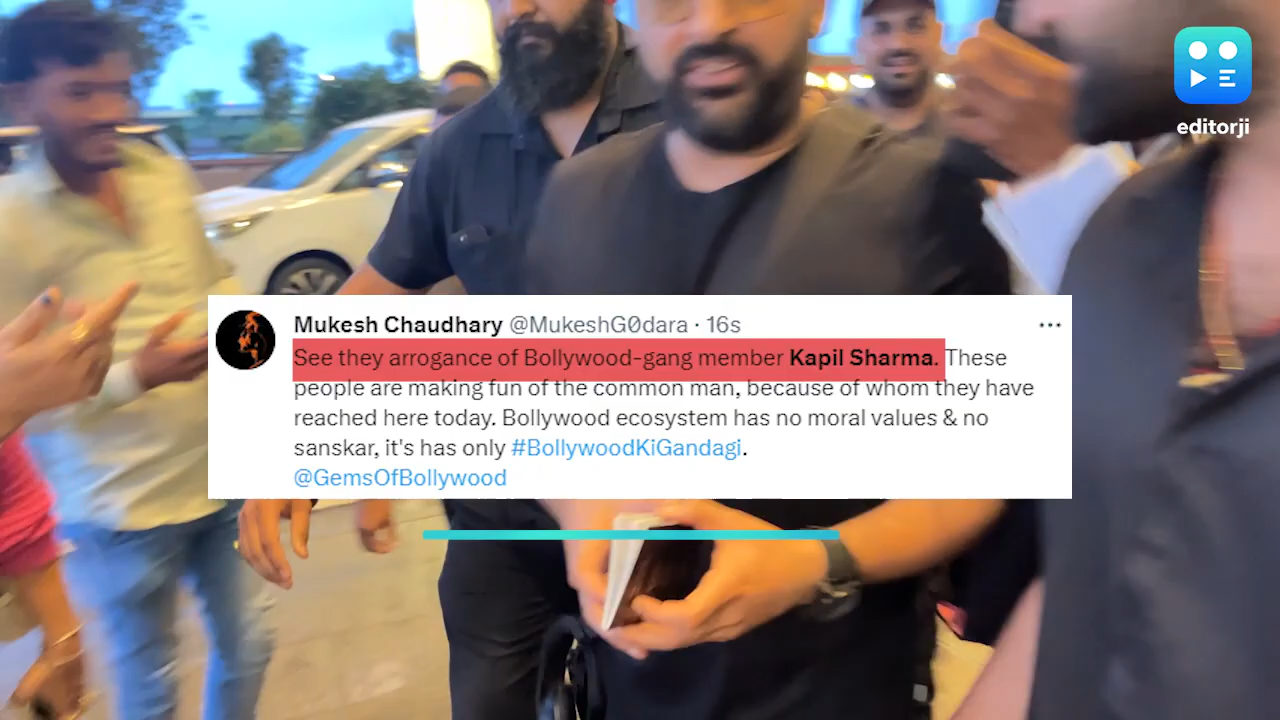 editorji
Mukesh Chaudhary @MukeshG0dara · 16s
See they arrogance of Bollywood-gang member Kapil Sharma. These
people are making fun of the common man, because of whom they have
reached here today. Bollywood ecosystem has no moral values & no
sanskar, it's has only #BollywoodKiGandagi.
@GemsOfBollywood